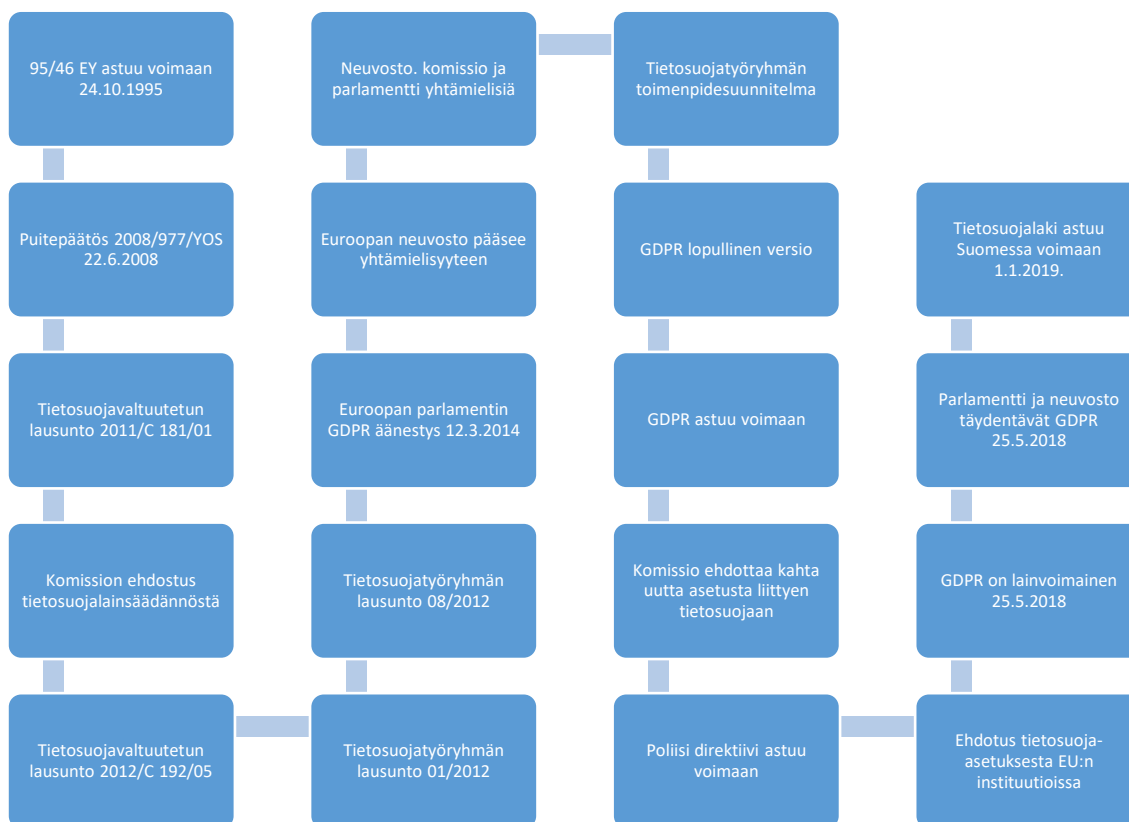 95/46 EY astuu voimaan
24.10.1995
Puitepäätös 2008/977/YOS
22.6.2008
Tietosuojavaltuutetun
lausunto 2011/C 181/01
Komission ehdostus
tietosuojalainsäädännöstä
Tietosuojavaltuutetun
lausunto 2012/C 192/05
Tietosuojatyöryhmän
lausunto 01/2012
Tietosuojatyöryhmän
lausunto 08/2012
Euroopan parlamentin
GDPR äänestys 12.3.2014
Euroopan neuvosto pääsee
yhtämielisyyteen
Neuvosto. komissio ja
parlamentti yhtämielisiä
Tietosuojatyöryhmän
toimenpidesuunnitelma
GDPR lopullinen versio
GDPR astuu voimaan
Komissio ehdottaa kahta
uutta asetusta liittyen
tietosuojaan
Poliisi direktiivi astuu
voimaan
Ehdotus tietosuoja-
asetuksesta EU:n
instituutioissa
GDPR on lainvoimainen
25.5.2018
Parlamentti ja neuvosto
täydentävät GDPR
25.5.2018
Tietosuojalaki astuu
Suomessa voimaan
1.1.2019.